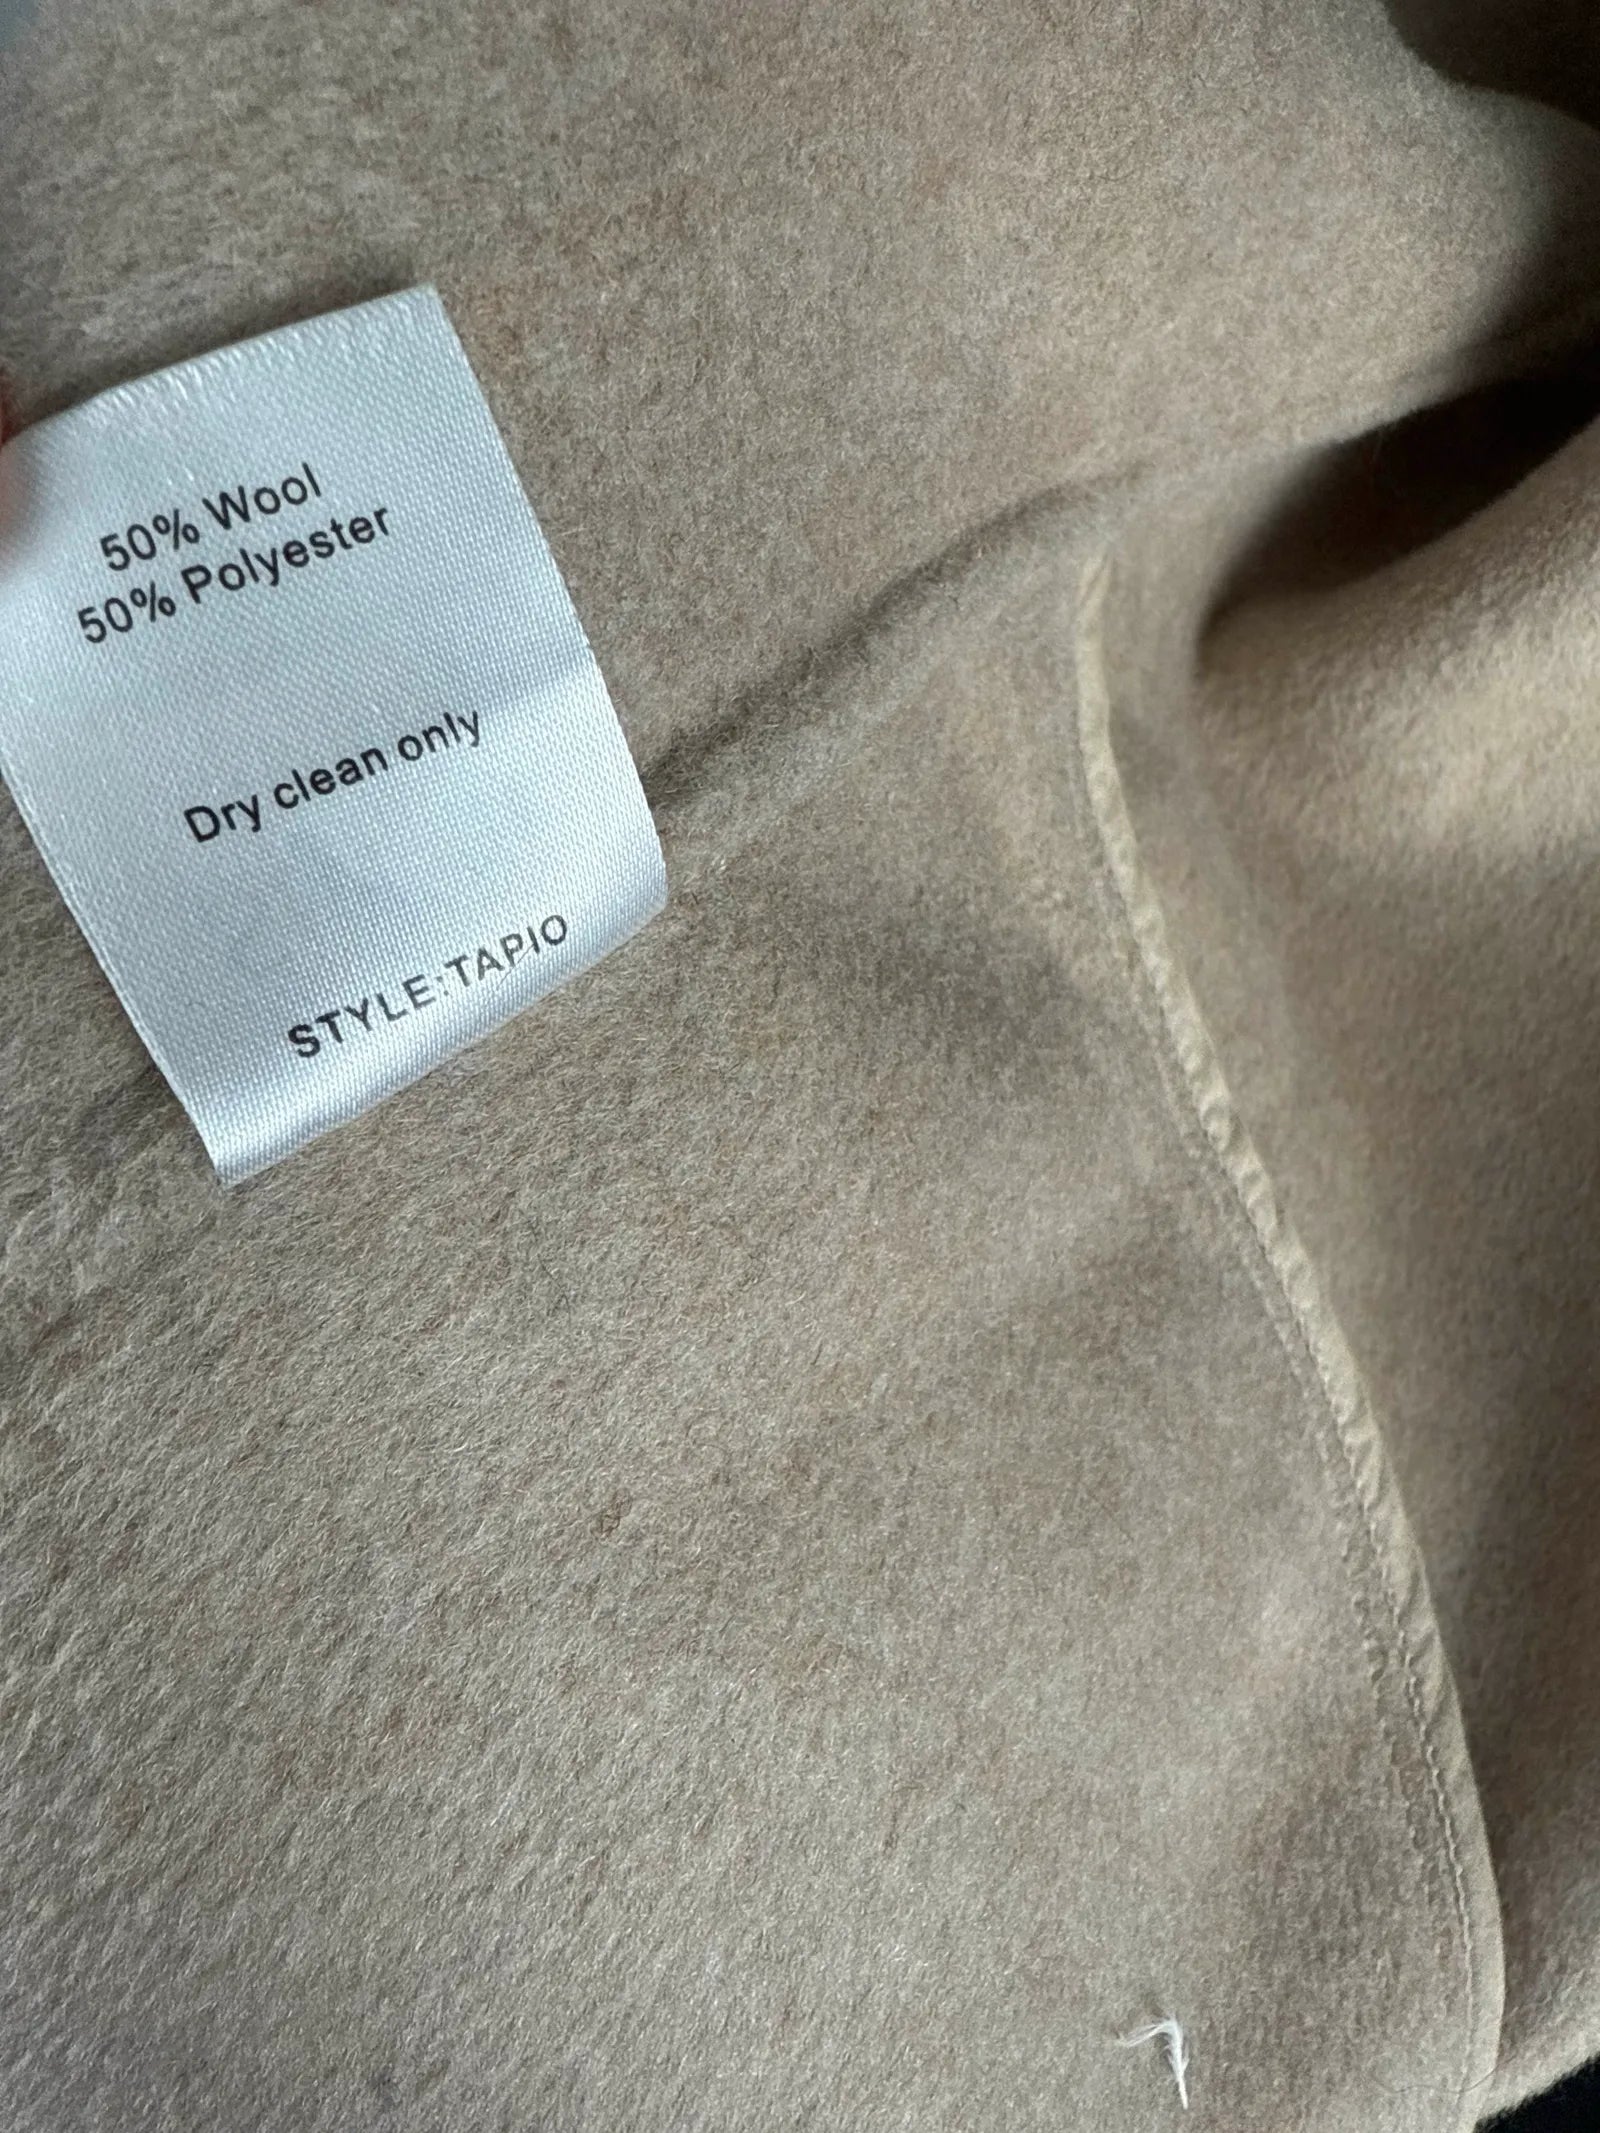 50% Wool
50% Polyester
Dry clean only
STYLE:TAPIO